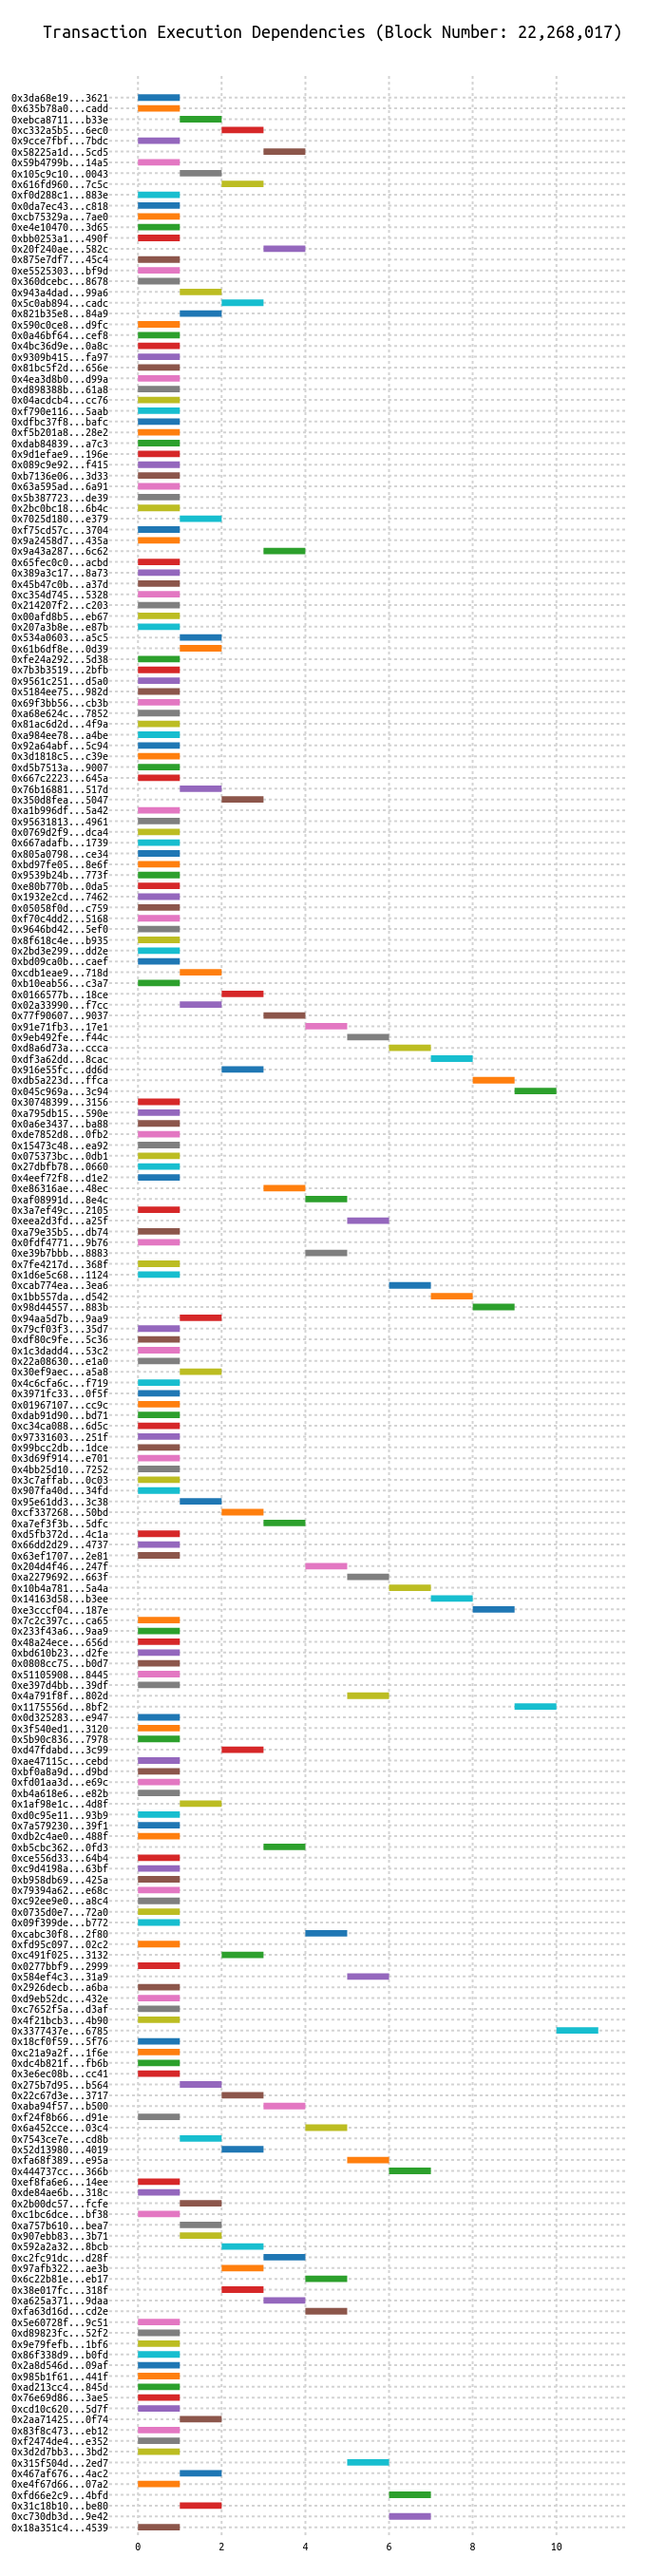 Transaction Execution Dependencies (Block Number: 22,268,017)
0x3da68e19...3621
0x635b78a0...cadd
0xebca8711...b33e
0xc332a5b5...6ec0
0x9cce7fbf...7bdc
0x58225a1d...5cd5
0x59b4799b...14a5
0x105c9c10...0043
0x616fd960...7c5c
0xf0d288c1...883e
0x0da7ec43...c818
0xcb75329a...7ae0
0xe4e10470...3d65
0xbb0253a1...490f
0x20f240ae...582c
0x875e7df7...45c4
0xe5525303...bf9d
0x360dcebc...8678
0x943a4dad...99a6
0x5c0ab894...cadc
0x821b35e8...84a9
0x590c0ce8...d9fc
0x0a46bf64...cef8
0x4bc36d9e...0a8c
0x9309b415...fa97
0x81bc5f2d...656e
0x4ea3d8b0...d99a
0xd898388b...61a8
0x04acdcb4...cc76
0xf790e116...5aab
0xdfbc37f8...bafc
0xf5b201a8...28e2
0xdab84839...a7c3
0x9d1efae9...196e
0x089c9e92...f415
0xb7136e06...3d33
0x63a595ad...6a91
0x5b387723...de39
0x2bc0bc18...6b4c
0x7025d180...e379
0xf75cd57c...3704
0x9a2458d7...435a
0x9a43a287...6c62
0x65fec0c0...acbd
0x389a3c17...8a73
0x45b47c0b...a37d
0xc354d745...5328
0x214207f2...c203
0x00afd8b5...eb67
0x207a3b8e...e87b
0x534a0603...a5c5
0x61b6df8e...0d39
0xfe24a292...5d38
0x7b3b3519...2bfb
0x9561c251...d5a0
0x5184ee75...982d
0x69f3bb56...cb3b
0xa68e624c...7852
0x81ac6d2d...4f9a
0xa984ee78...a4be
0x92a64abf...5c94
0x3d1818c5...c39e
0xd5b7513a...9007
0x667c2223...645a
0x76b16881...517d
0x350d8fea...5047
0xa1b996df...5a42
0x95631813...4961
0x0769d2f9...dca4
0x667adafb...1739
0x805a0798...ce34
0xbd97fe05...8e6f
0x9539b24b...773f
0xe80b770b...0da5
0x1932e2cd...7462
0x05058f0d...c759
0xf70c4dd2...5168
0x9646bd42...5ef0
0x8f618c4e...b935
0x2bd3e299...dd2e
0xbd09ca0b...caef
0xcdb1eae9...718d
0xb10eab56...c3a7
0x0166577b...18ce
0x02a33990...f7cc
0x77f90607...9037
0x91e71fb3...17e1
0x9eb492fe...f44c
0xd8a6d73a...ccca
0xdf3a62dd...8cac
0x916e55fc...dd6d
0xdb5a223d...ffca
0x045c969a...3c94
0x30748399...3156
0xa795db15...590e
0x0a6e3437...ba88
0xde7852d8...0fb2
0x15473c48...ea92
0x075373bc...0db1
0x27dbfb78...0660
0x4eef72f8...d1e2
0xe86316ae...48ec
0xaf08991d...8e4c
0x3a7ef49c...2105
0xeea2d3fd...a25f
0xa79e35b5...db74
0x0fdf4771...9b76
0xe39b7bbb...8883
0x7fe4217d...368f
0x1d6e5c68...1124
0xcab774ea...3ea6
0x1bb557da...d542
0x98d44557...883b
0x94aa5d7b...9aa9
0x79cf03f3...35d7
0xdf80c9fe...5c36
0x1c3dadd4...53c2
0x22a08630...e1a0
0x30ef9aec...a5a8
0x4c6cfa6c...f719
0x3971fc33...0f5f
0x01967107...cc9c
0xdab91d90...bd71
0xc34ca088...6d5c
0x97331603...251f
0x99bcc2db...1dce
0x3d69f914...e701
0x4bb25d10...7252
0x3c7affab...0c03
0x907fa40d...34fd
0x95e61dd3...3c38
0xcf337268...50bd
0xa7ef3f3b...5dfc
0xd5fb372d...4c1a
0x66dd2d29...4737
0x63ef1707...2e81
0x204d4f46...247f
0xa2279692...663f
0x10b4a781...5a4a
0x14163d58...b3ee
0xe3cccf04...187e
0x7c2c397c...ca65
0x233f43a6...9aa9
0x48a24ece...656d
0xbd610b23...d2fe
0x0808cc75...b0d7
0x51105908...8445
0xe397d4bb...39df
0x4a791f8f...802d
0x1175556d...8bf2
0x0d325283...e947
0x3f540ed1...3120
0x5b90c836...7978
0xd47fdabd...3c99
0xae47115c...cebd
0xbf0a8a9d...d9bd
0xfd01aa3d...e69c
0xb4a618e6...e82b
0x1af98e1c...4d8f
0xd0c95e11...93b9
0x7a579230...39f1
0xdb2c4ae0...488f
0xb5cbc362...0fd3
0xce556d33...64b4
0xc9d4198a...63bf
0xb958db69...425a
0x79394a62...e68c
0xc92ee9e0...a8c4
0x0735d0e7...72a0
0x09f399de...b772
0xcabc30f8...2f80
0xfd95c097...02c2
0xc491f025...3132
0x0277bbf9...2999
0x584ef4c3...31a9
0x2926decb...a6ba
0xd9eb52dc...432e
0xc7652f5a...d3af
0x4f21bcb3...4b90
0x3377437e...6785
0x18cf0f59...5f76
0xc21a9a2f...1f6e
0xdc4b821f...fb6b
0x3e6ec08b...cc41
0x275b7d95...b564
0x22c67d3e...3717
0xaba94f57...b500
0xf24f8b66...d91e
0x6a452cce...03c4
0x7543ce7e...cd8b
0x52d13980...4019
0xfa68f389...e95a
0x444737cc...366b
0xef8fa6e6...14ee
0xde84ae6b...318c
0x2b00dc57...fcfe
0xc1bc6dce...bf38
0xa757b610...bea7
0x907ebb83...3b71
0x592a2a32...8bcb
0xc2fc91dc...d28f
0x97afb322...ae3b
0x6c22b81e...eb17
0x38e017fc...318f
0xa625a371...9daa
0xfa63d16d...cd2e
0x5e60728f...9c51
0xd89823fc...52f2
0x9e79fefb...1bf6
0x86f338d9...b0fd
0x2a8d546d...09af
0x985b1f61...441f
0xad213cc4...845d
0x76e69d86...3ae5
0xcd10c620...5d7f
0x2aa71425...0f74
0x83f8c473...eb12
0xf2474de4...e352
0x3d2d7bb3...3bd2
0x315f504d...2ed7
0x467af676...4ac2
0xe4f67d66...07a2
0xfd66e2c9...4bfd
0x31c18b10...be80
0xc730db3d...9e42
0x18a351c4...4539
0 2 4 6 8 10